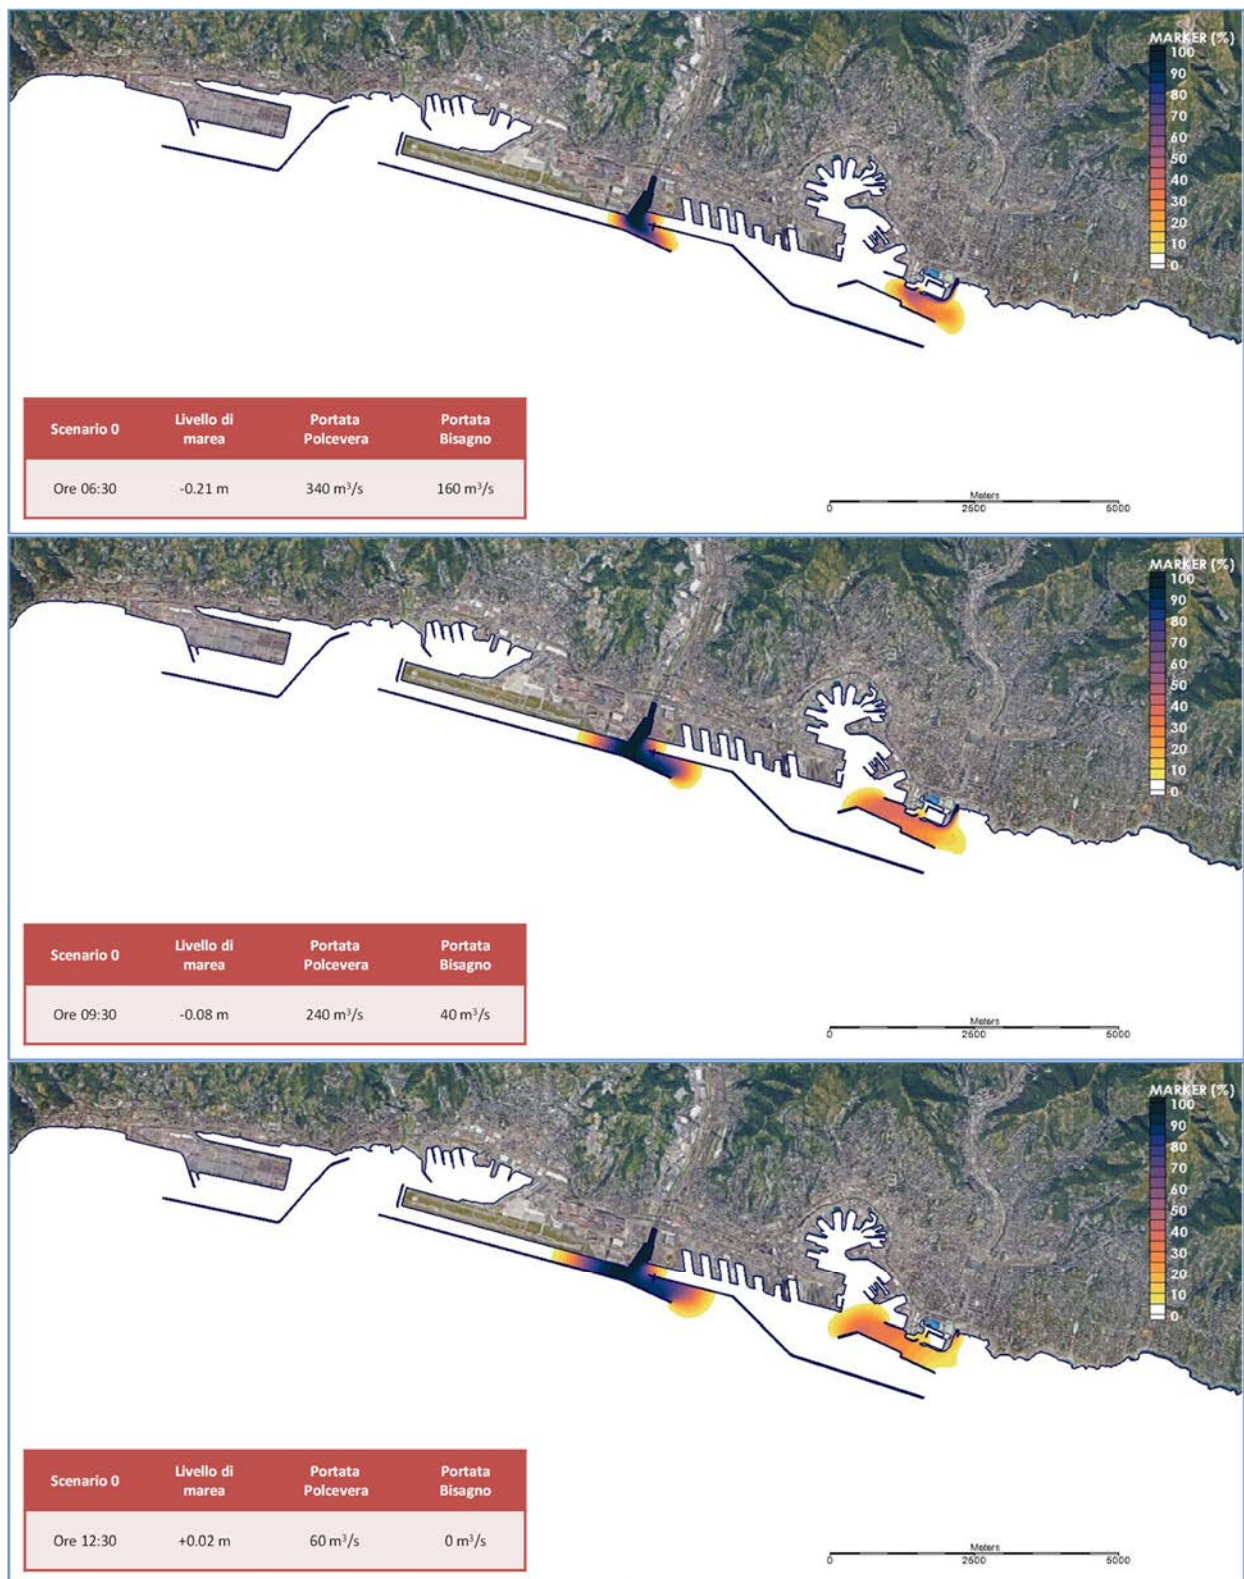 MARKER (%)
100
90
80
70
60
50
40
30
20
10
0
Scenario 0 Livello di marea Portata Polcevera Portata Bisagno
Ore 06:30 -0.21 m 340 m³/s 160 m³/s
Meters
0 2500 5000
MARKER (%)
100
90
80
70
60
50
40
30
20
10
0
Scenario 0 Livello di marea Portata Polcevera Portata Bisagno
Ore 09:30 -0.08 m 240 m³/s 40 m³/s
Meters
0 2500 5000
MARKER (%)
100
90
80
70
60
50
40
30
20
10
0
Scenario 0 Livello di marea Portata Polcevera Portata Bisagno
Ore 12:30 +0.02 m 60 m³/s 0 m³/s
Meters
0 2500 5000